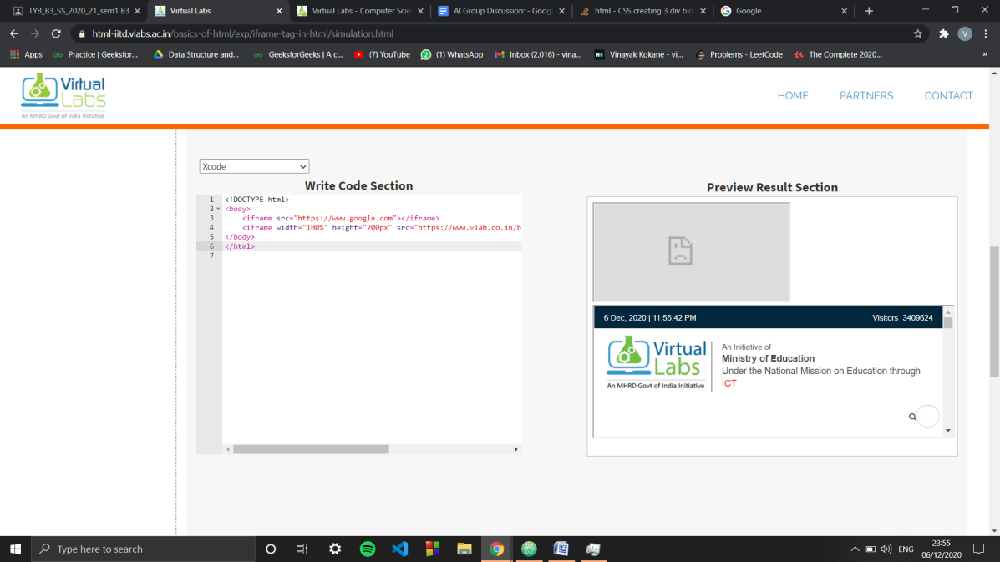 TYB_B3_SS_2020_21_sem1 B3
Virtual Labs
Virtual Labs - Computer Scie
AI Group Discussion: - Googl
html - CSS creating 3 div blo
Google
html-iitd.vlabs.ac.in/basics-of-html/exp/iframe-tag-in-html/simulation.html
V
Apps
Practice | Geeksfor...
Data Structure and...
GeeksforGeeks | A c...
(7) YouTube
(1) WhatsApp
Inbox (2,016) - vina...
Vinayak Kokane - vi...
Problems - LeetCode
The Complete 2020...
»
Virtual
Labs
An MHRD Govt of India Initiative
HOME
PARTNERS
CONTACT
Xcode
Write Code Section
Preview Result Section
1 <!DOCTYPE html>
2 <body>
3 <iframe src="https://www.google.com"></iframe>
4 <iframe width="100%" height="200px" src="https://www.vlab.co.in/b
5 </body>
6 </html>
7
6 Dec, 2020 | 11:55:42 PM
Visitors 3409624
Virtual
Labs
An MHRD Govt of India Initiative
An Initiative of
Ministry of Education
Under the National Mission on Education through
ICT
Type here to search
ENG
23:55
06/12/2020